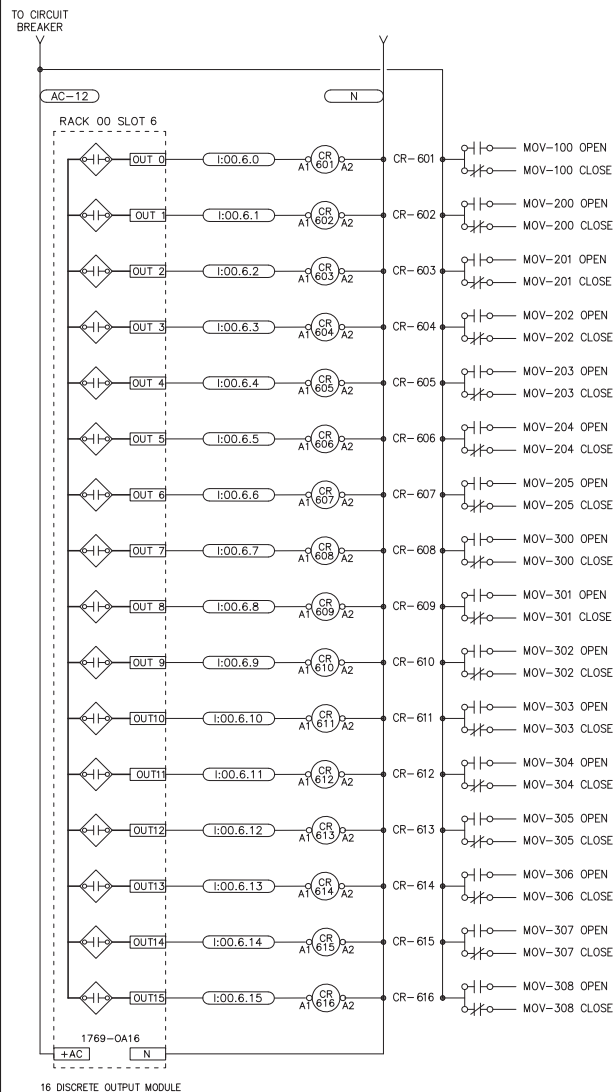 TO CIRCUIT
BREAKER
AC-12
N
RACK 00 SLOT 6
OUT 0 I:00.6.0 A1 CR 601 A2 CR-601 MOV-100 OPEN
MOV-100 CLOSE
OUT 1 I:00.6.1 A1 CR 602 A2 CR-602 MOV-200 OPEN
MOV-200 CLOSE
OUT 2 I:00.6.2 A1 CR 603 A2 CR-603 MOV-201 OPEN
MOV-201 CLOSE
OUT 3 I:00.6.3 A1 CR 604 A2 CR-604 MOV-202 OPEN
MOV-202 CLOSE
OUT 4 I:00.6.4 A1 CR 605 A2 CR-605 MOV-203 OPEN
MOV-203 CLOSE
OUT 5 I:00.6.5 A1 CR 606 A2 CR-606 MOV-204 OPEN
MOV-204 CLOSE
OUT 6 I:00.6.6 A1 CR 607 A2 CR-607 MOV-205 OPEN
MOV-205 CLOSE
OUT 7 I:00.6.7 A1 CR 608 A2 CR-608 MOV-300 OPEN
MOV-300 CLOSE
OUT 8 I:00.6.8 A1 CR 609 A2 CR-609 MOV-301 OPEN
MOV-301 CLOSE
OUT 9 I:00.6.9 A1 CR 610 A2 CR-610 MOV-302 OPEN
MOV-302 CLOSE
OUT10 I:00.6.10 A1 CR 611 A2 CR-611 MOV-303 OPEN
MOV-303 CLOSE
OUT11 I:00.6.11 A1 CR 612 A2 CR-612 MOV-304 OPEN
MOV-304 CLOSE
OUT12 I:00.6.12 A1 CR 613 A2 CR-613 MOV-305 OPEN
MOV-305 CLOSE
OUT13 I:00.6.13 A1 CR 614 A2 CR-614 MOV-306 OPEN
MOV-306 CLOSE
OUT14 I:00.6.14 A1 CR 615 A2 CR-615 MOV-307 OPEN
MOV-307 CLOSE
OUT15 I:00.6.15 A1 CR 616 A2 CR-616 MOV-308 OPEN
MOV-308 CLOSE
1769-OA16
+AC N
16 DISCRETE OUTPUT MODULE